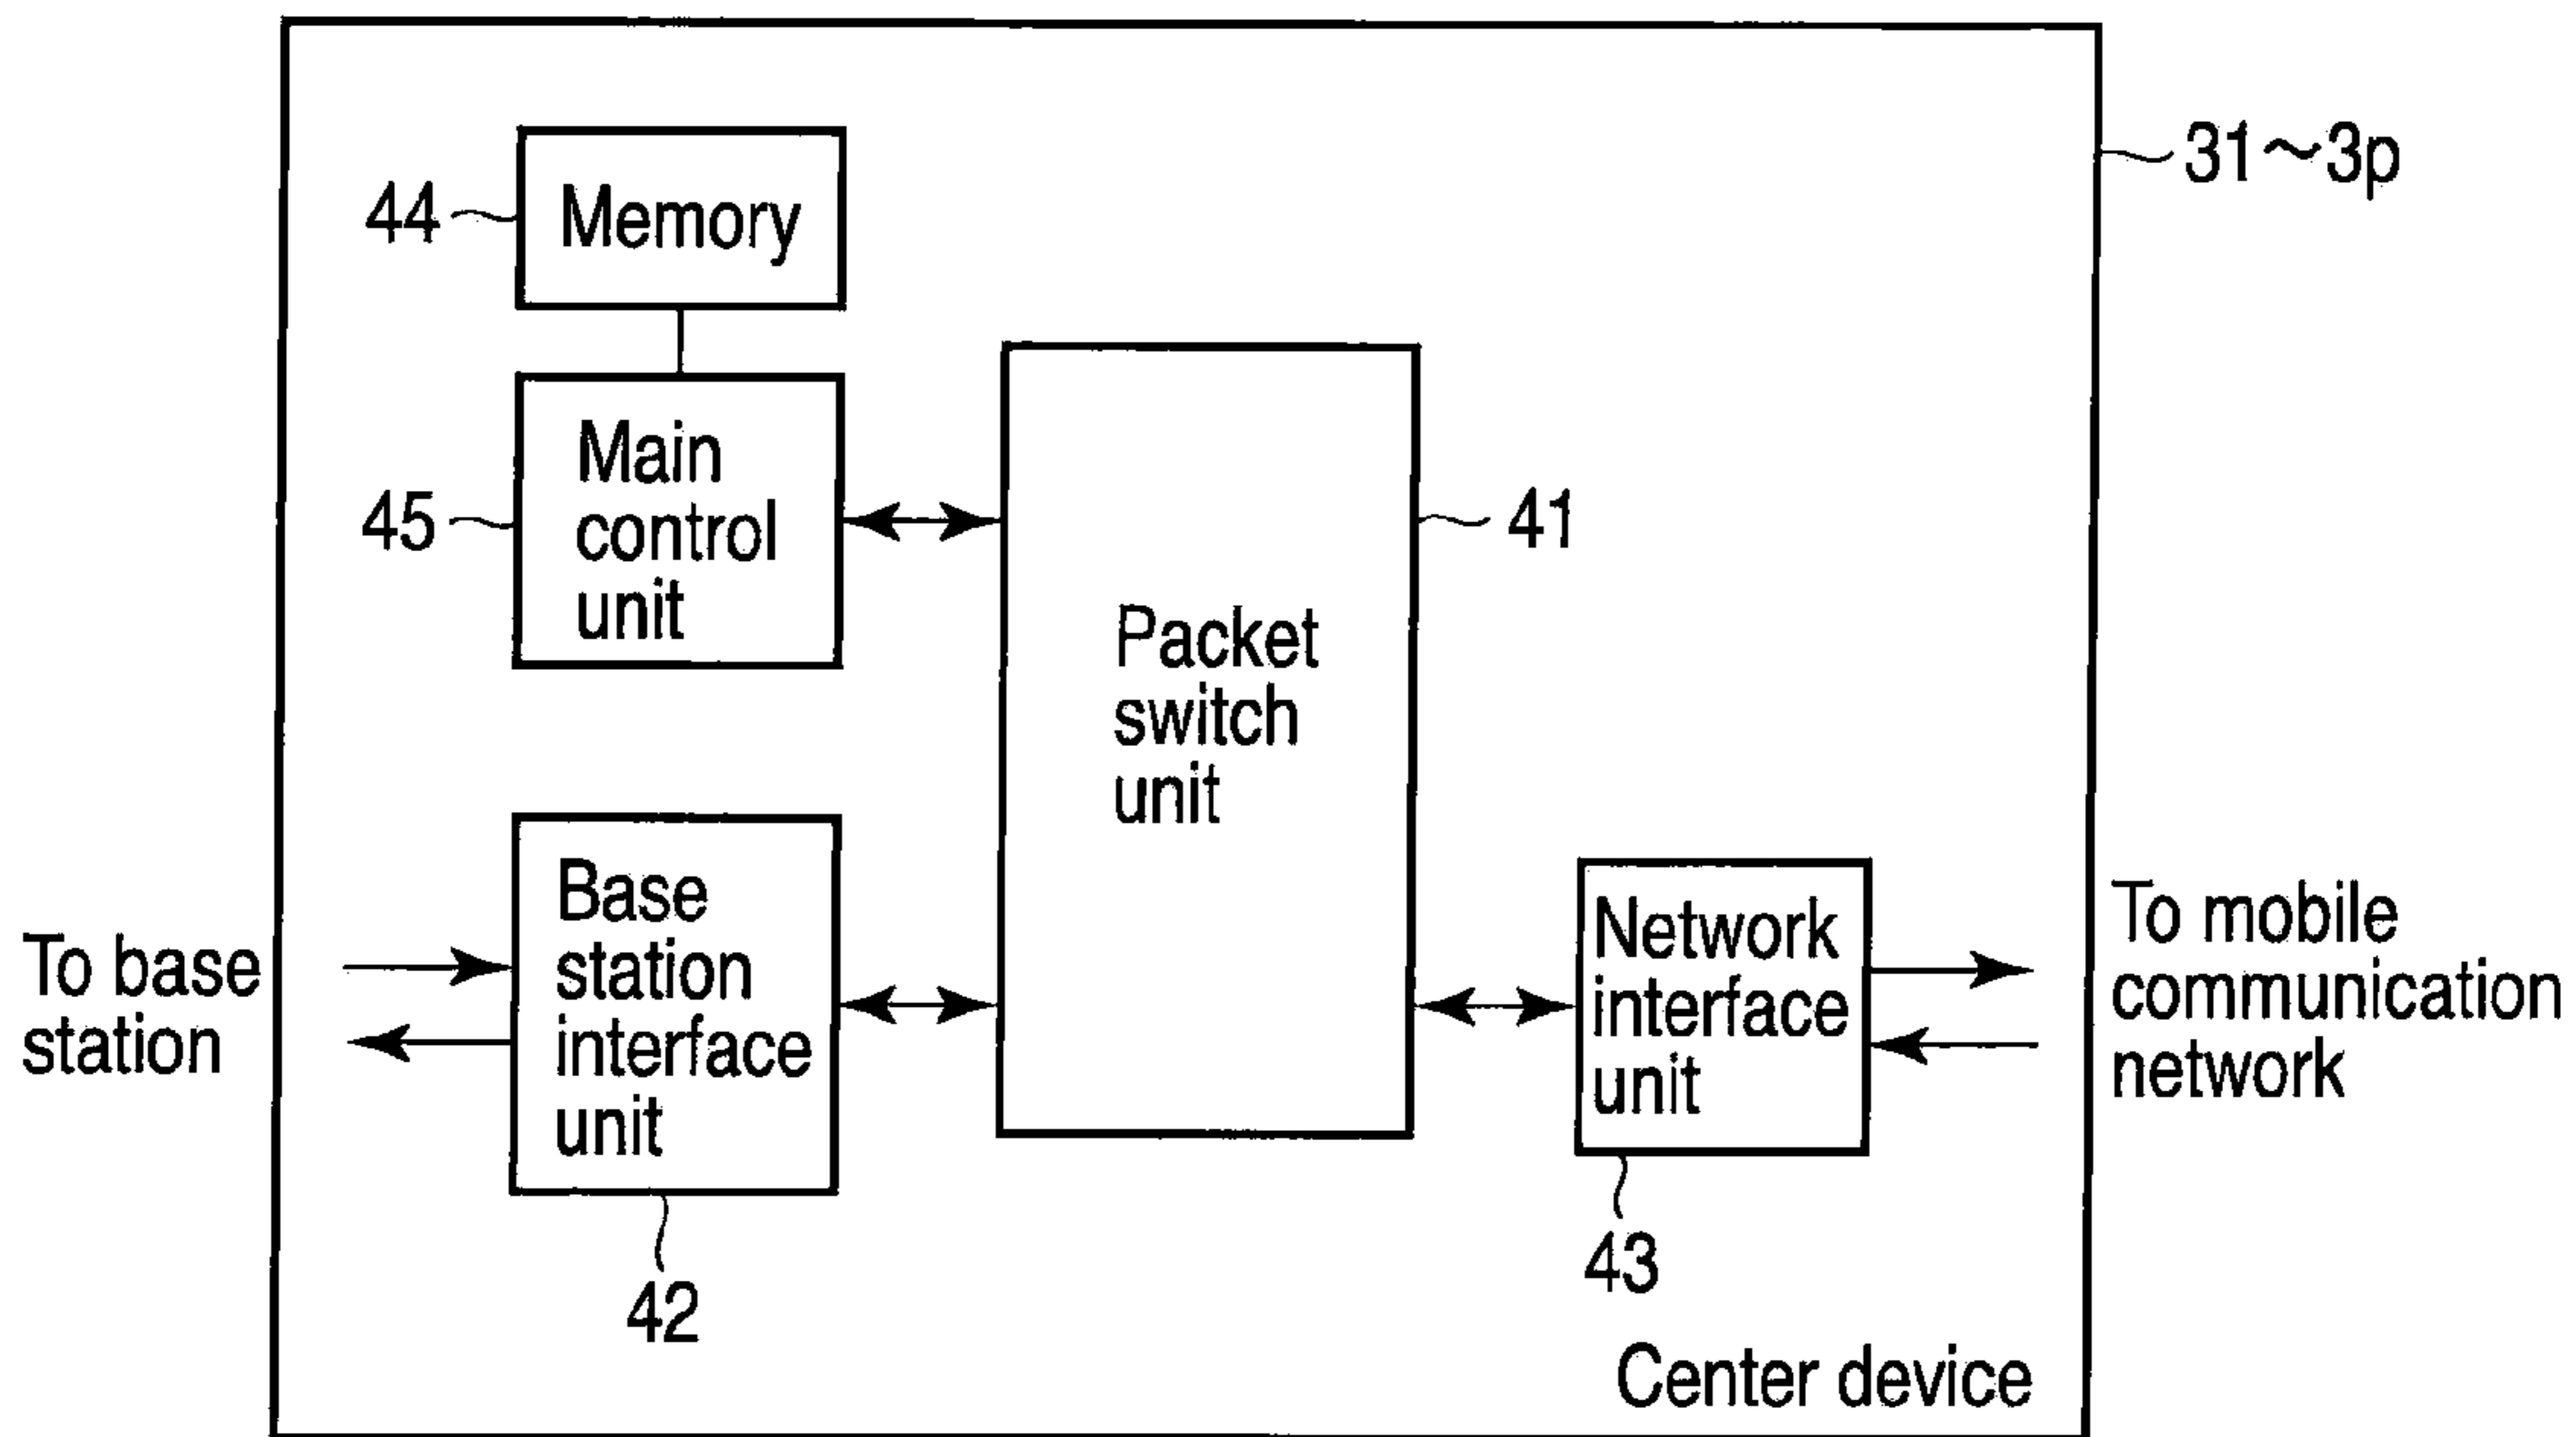 31~3p
44
Memory
45
Main
control
unit
41
Packet
switch
unit
To base
station
Base
station
interface
unit
42
Network
interface
unit
43
To mobile
communication
network
Center device